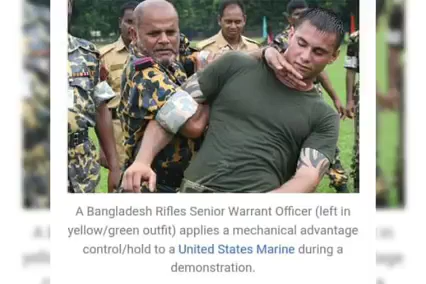 A Bangladesh Rifles Senior Warrant Officer (left in
yellow/green outfit) applies a mechanical advantage
control/hold to a United States Marine during a
demonstration.